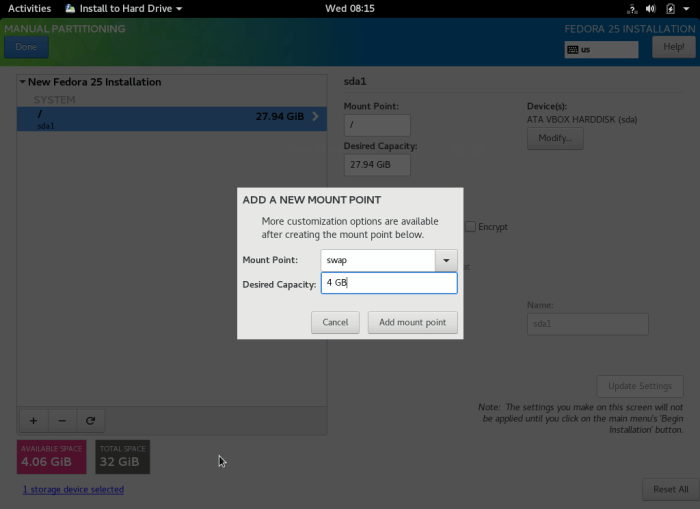 Activities
Install to Hard Drive
Wed 08:15
MANUAL PARTITIONING
FEDORA 25 INSTALLATION
Done
us
Help!
New Fedora 25 Installation
SYSTEM
/
sda1
27.94 GiB
sda1
Mount Point:
/
Desired Capacity:
27.94 GiB
Device(s):
ATA VBOX HARDDISK (sda)
Modify...
ADD A NEW MOUNT POINT
More customization options are available
after creating the mount point below.
Mount Point:
swap
Desired Capacity:
4 GB
Cancel
Add mount point
Encrypt
Name:
sda1
Update Settings
Note: The settings you make on this screen will not
be applied until you click on the main menu's 'Begin
Installation' button.
+ −
AVAILABLE SPACE
4.06 GiB
TOTAL SPACE
32 GiB
1 storage device selected
Reset All